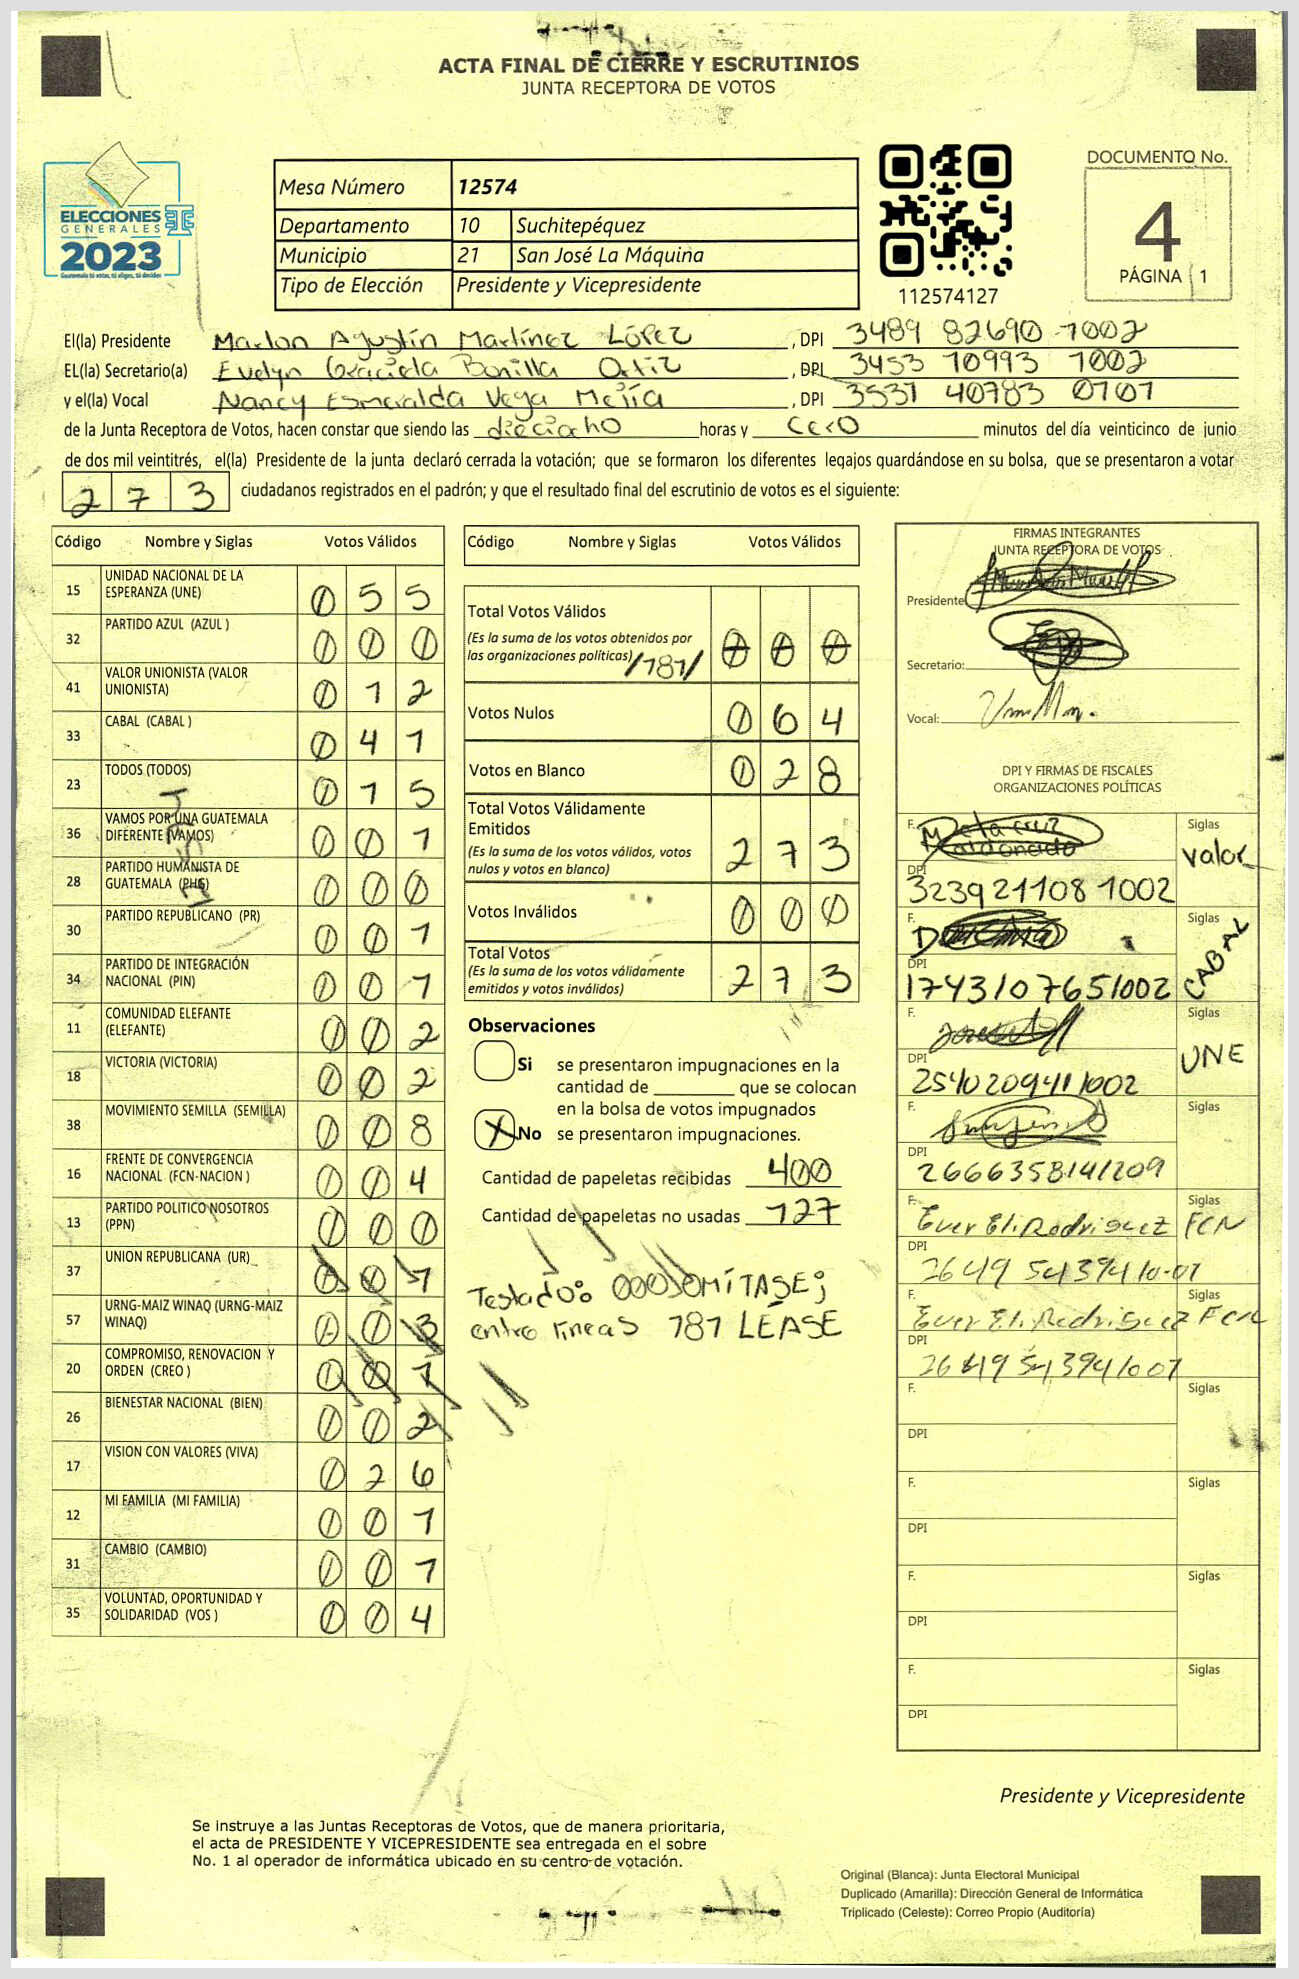 ACTA FINAL DE CIERRE Y ESCRUTINIOS
JUNTA RECEPTORA DE VOTOS
ELECCIONES
GENERALES
2023
Guatemala tú votas, tú eliges, tú decides
Mesa Número 12574
Departamento 10 Suchitepéquez
Municipio 21 San José La Máquina
Tipo de Elección Presidente y Vicepresidente
112574127
DOCUMENTO No.
4
PÁGINA 1
El(la) Presidente Marlon Agustín Martínez López , DPI 3489 82690 1002
EL(la) Secretario(a) Evelyn Graciela Bonilla Ortiz , DPI 3453 10993 1002
y el(la) Vocal Nancy Esmeralda Vega Mejía , DPI 3531 40783 0101
de la Junta Receptora de Votos, hacen constar que siendo las dieciocho horas y cero minutos del día veinticinco de junio
de dos mil veintitrés, el(la) Presidente de la junta declaró cerrada la votación; que se formaron los diferentes legajos guardándose en su bolsa, que se presentaron a votar
273 ciudadanos registrados en el padrón; y que el resultado final del escrutinio de votos es el siguiente:
Código Nombre y Siglas Votos Válidos
15 UNIDAD NACIONAL DE LA ESPERANZA (UNE) 0 5 5
32 PARTIDO AZUL (AZUL ) 0 0 0
41 VALOR UNIONISTA (VALOR UNIONISTA) 0 1 2
33 CABAL (CABAL ) 0 4 1
23 TODOS (TODOS) 0 1 5
36 VAMOS POR UNA GUATEMALA DIFERENTE (VAMOS) 0 0 1
28 PARTIDO HUMANISTA DE GUATEMALA (PHG) 0 0 0
30 PARTIDO REPUBLICANO (PR) 0 0 1
34 PARTIDO DE INTEGRACIÓN NACIONAL (PIN) 0 0 1
11 COMUNIDAD ELEFANTE (ELEFANTE) 0 0 2
18 VICTORIA (VICTORIA) 0 0 2
38 MOVIMIENTO SEMILLA (SEMILLA) 0 0 8
16 FRENTE DE CONVERGENCIA NACIONAL (FCN-NACION ) 0 0 4
13 PARTIDO POLITICO NOSOTROS (PPN) 0 0 0
37 UNION REPUBLICANA (UR) 0 0 1
57 URNG-MAIZ WINAQ (URNG-MAIZ WINAQ) 0 0 3
20 COMPROMISO, RENOVACION Y ORDEN (CREO ) 0 0 1
26 BIENESTAR NACIONAL (BIEN) 0 0 2
17 VISION CON VALORES (VIVA) 0 2 6
12 MI FAMILIA (MI FAMILIA) 0 0 1
31 CAMBIO (CAMBIO) 0 0 1
35 VOLUNTAD, OPORTUNIDAD Y SOLIDARIDAD (VOS ) 0 0 4
Código Nombre y Siglas Votos Válidos
Total Votos Válidos 0 0 0
(Es la suma de los votos obtenidos por
las organizaciones políticas) /181/
Votos Nulos 0 6 4
Votos en Blanco 0 2 8
Total Votos Válidamente
Emitidos 2 7 3
(Es la suma de los votos válidos, votos
nulos y votos en blanco)
Votos Inválidos 0 0 0
Total Votos 2 7 3
(Es la suma de los votos válidamente
emitidos y votos inválidos)
Observaciones
Si se presentaron impugnaciones en la
cantidad de ________ que se colocan
en la bolsa de votos impugnados
X No se presentaron impugnaciones.
Cantidad de papeletas recibidas 400
Cantidad de papeletas no usadas 127
Testado: 000 OMÍTASE;
entre líneas 181 LÉASE
FIRMAS INTEGRANTES
JUNTA RECEPTORA DE VOTOS
Presidente
Secretario:
Vocal:
DPI Y FIRMAS DE FISCALES
ORGANIZACIONES POLÍTICAS
F. Siglas
Maldonado valor
DPI 3239 21108 1002
F. Siglas
CABAL
DPI 1743107651002
F. Siglas
UNE
DPI 2540209411002
F. Siglas
DPI 2666358141209
F. Ever Eli Rodriguez Siglas FCN
DPI 2649 54394 10-07
F. Ever Eli Rodriguez Siglas FCN
DPI 2649 54394 1007
F. Siglas
DPI
F. Siglas
DPI
F. Siglas
DPI
F. Siglas
DPI
Presidente y Vicepresidente
Se instruye a las Juntas Receptoras de Votos, que de manera prioritaria,
el acta de PRESIDENTE Y VICEPRESIDENTE sea entregada en el sobre
No. 1 al operador de informática ubicado en su centro de votación.
Original (Blanca): Junta Electoral Municipal
Duplicado (Amarilla): Dirección General de Informática
Triplicado (Celeste): Correo Propio (Auditoría)